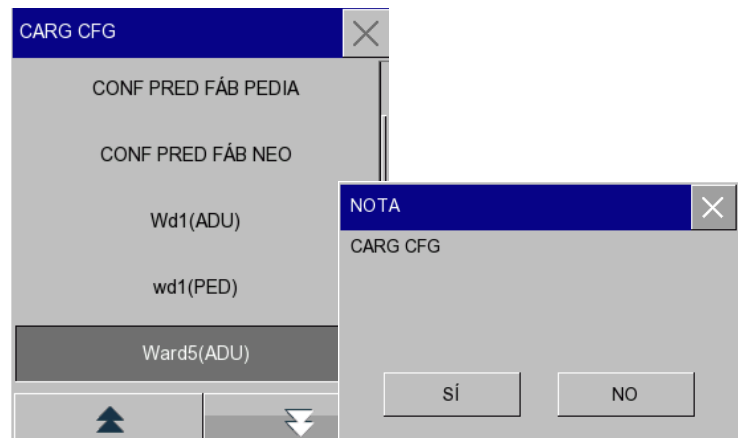 CARG CFG
CONF PRED FÁB PEDIA
CONF PRED FÁB NEO
Wd1(ADU)
wd1(PED)
Ward5(ADU)
NOTA
CARG CFG
SÍ
NO